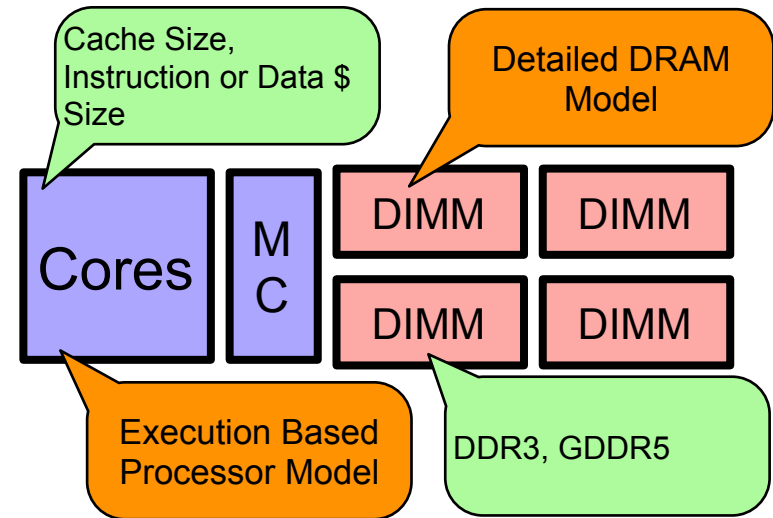 Cache Size,
Instruction or Data $
Size
Detailed DRAM
Model
Cores
M
C
DIMM
DIMM
DIMM
DIMM
Execution Based
Processor Model
DDR3, GDDR5